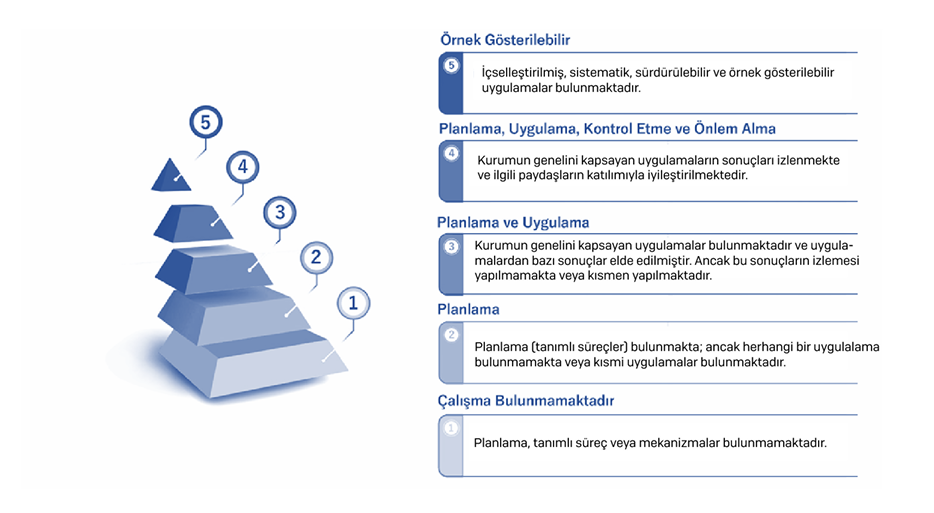 Örnek Gösterilebilir
5
İçselleştirilmiş, sistematik, sürdürülebilir ve örnek gösterilebilir
uygulamalar bulunmaktadır.
Planlama, Uygulama, Kontrol Etme ve Önlem Alma
4
Kurumun genelini kapsayan uygulamaların sonuçları izlenmekte
ve ilgili paydaşların katılımıyla iyileştirilmektedir.
Planlama ve Uygulama
3
Kurumun genelini kapsayan uygulamalar bulunmaktadır ve uygula-
malardan bazı sonuçlar elde edilmiştir. Ancak bu sonuçların izlemesi
yapılmamakta veya kısmen yapılmaktadır.
Planlama
2
Planlama (tanımlı süreçler) bulunmakta; ancak herhangi bir uygulalama
bulunmamakta veya kısmi uygulamalar bulunmaktadır.
Çalışma Bulunmamaktadır
1
Planlama, tanımlı süreç veya mekanizmalar bulunmamaktadır.
5
4
3
2
1